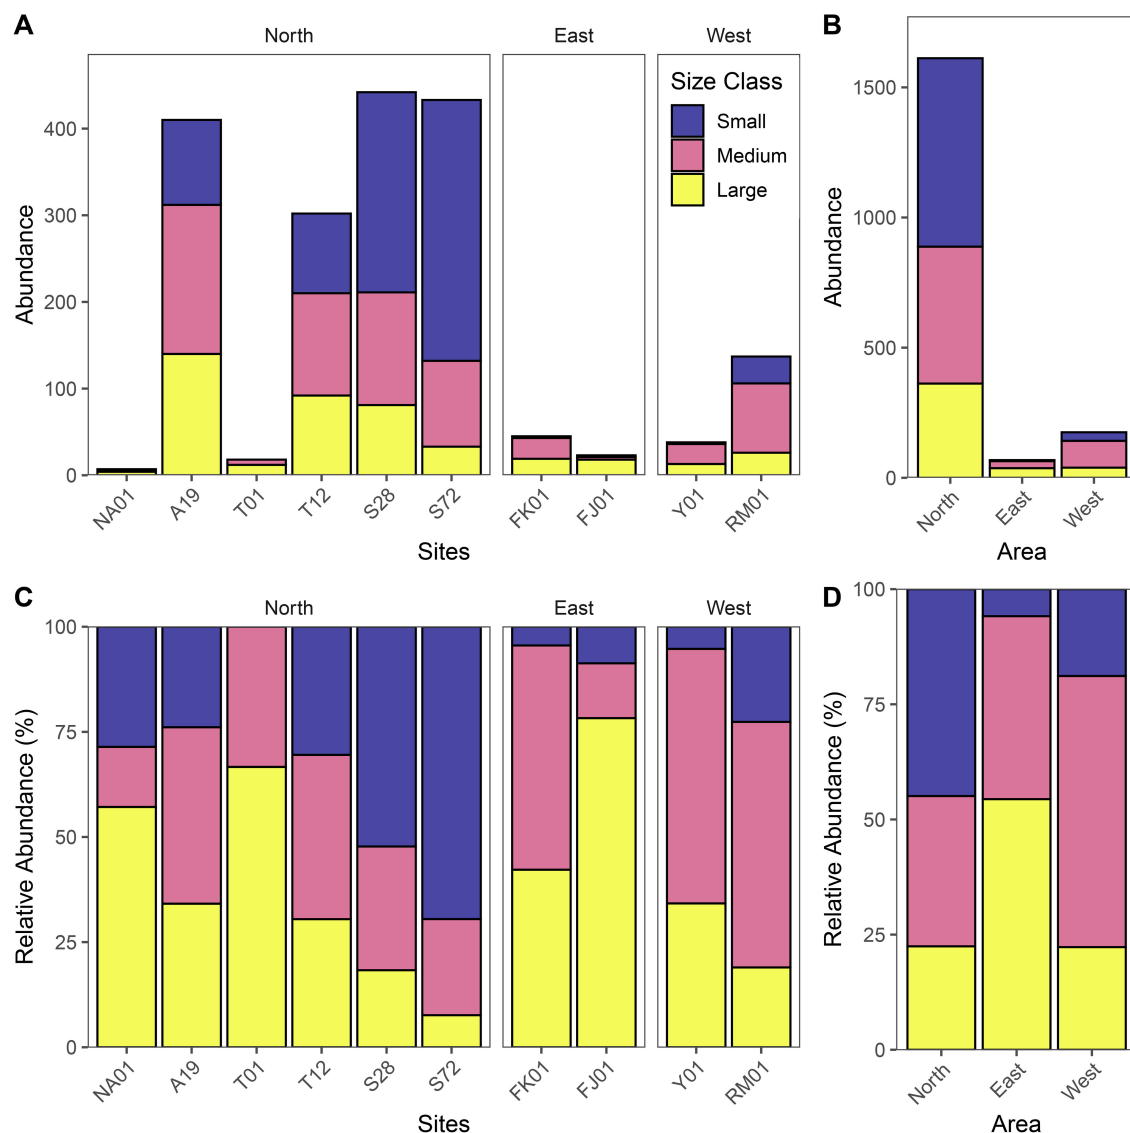 A
North
East
West
Size Class
Small
Medium
Large
Abundance
400
300
200
100
0
NA01
A19
T01
T12
S28
S72
FK01
FJ01
Y01
RM01
Sites
B
Abundance
1500
1000
500
0
North
East
West
Area
C
North
East
West
Relative Abundance (%)
100
75
50
25
0
NA01
A19
T01
T12
S28
S72
FK01
FJ01
Y01
RM01
Sites
D
Relative Abundance (%)
100
75
50
25
0
North
East
West
Area